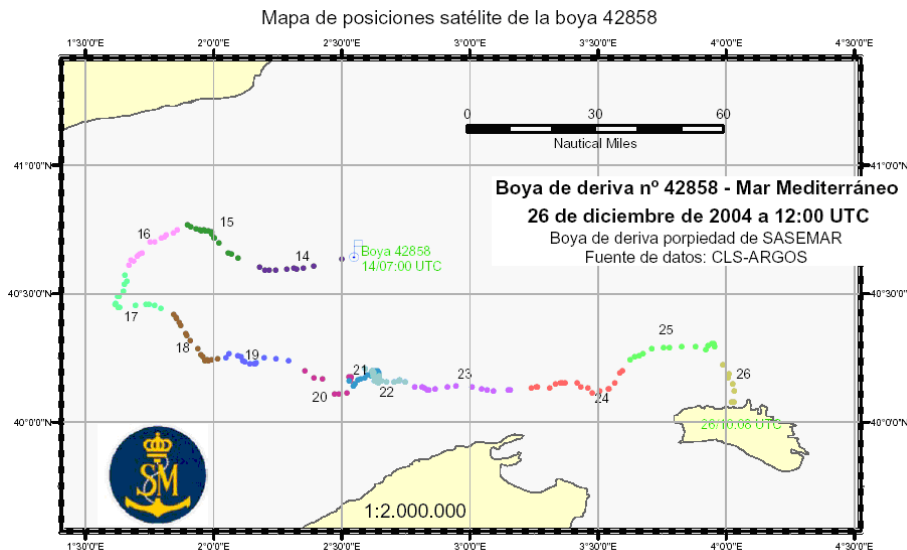 Mapa de posiciones satélite de la boya 42858
1°30'0"E 2°0'0"E 2°30'0"E 3°0'0"E 3°30'0"E 4°0'0"E 4°30'0"E
0 30 60
Nautical Miles
41°0'0"N 41°0'0"N
Boya de deriva nº 42858 - Mar Mediterráneo
26 de diciembre de 2004 a 12:00 UTC
Boya de deriva porpiedad de SASEMAR
Fuente de datos: CLS-ARGOS
16 15 14
Boya 42858
14/07:00 UTC
40°30'0"N 40°30'0"N
17 18 19 20 21 22 23 24 25 26
40°0'0"N 40°0'0"N
26/10:08 UTC
SM
1:2.000.000
1°30'0"E 2°0'0"E 2°30'0"E 3°0'0"E 3°30'0"E 4°0'0"E 4°30'0"E